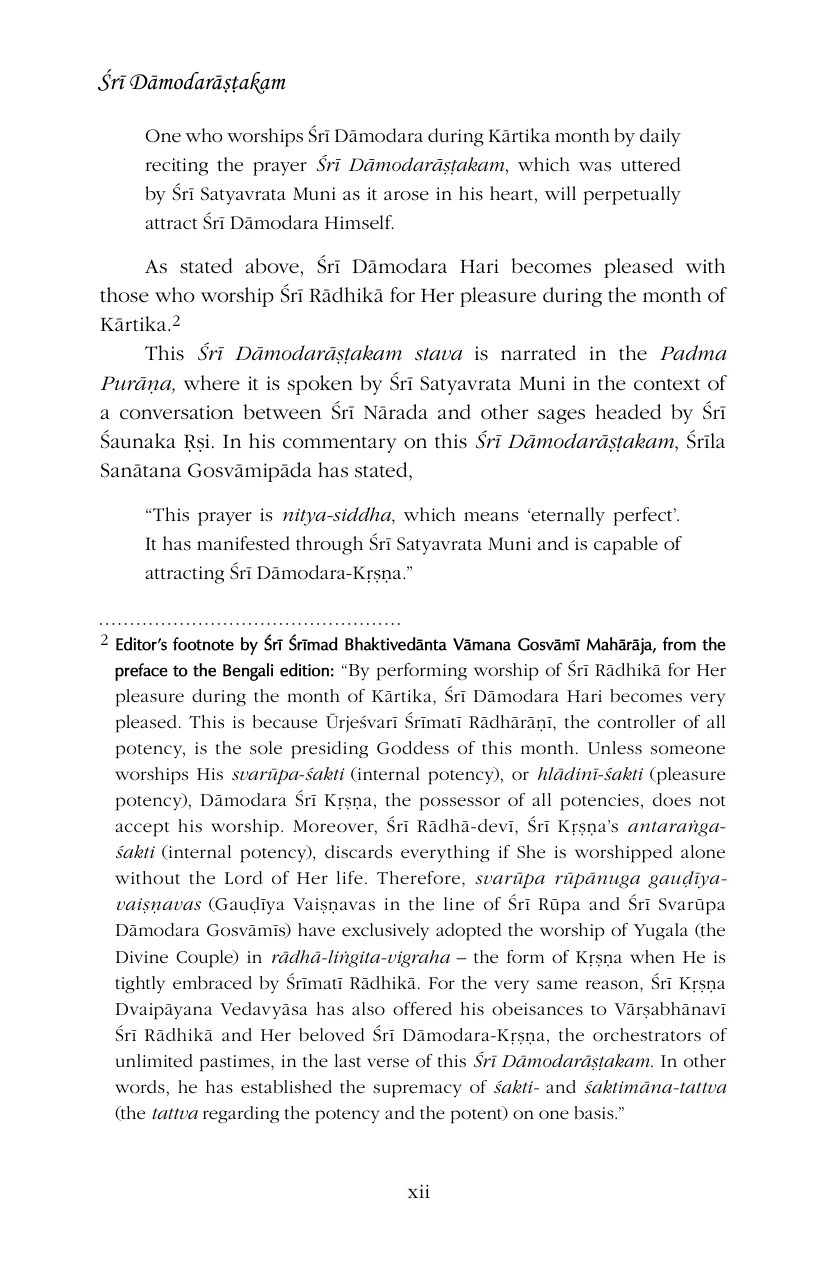 Śrī Dāmodarāṣṭakam
One who worships Śrī Dāmodara during Kārtika month by daily
reciting the prayer Śrī Dāmodarāṣṭakam, which was uttered
by Śrī Satyavrata Muni as it arose in his heart, will perpetually
attract Śrī Dāmodara Himself.
As stated above, Śrī Dāmodara Hari becomes pleased with
those who worship Śrī Rādhikā for Her pleasure during the month of
Kārtika.2
This Śrī Dāmodarāṣṭakam stava is narrated in the Padma
Purāṇa, where it is spoken by Śrī Satyavrata Muni in the context of
a conversation between Śrī Nārada and other sages headed by Śrī
Śaunaka Ṛṣi. In his commentary on this Śrī Dāmodarāṣṭakam, Śrīla
Sanātana Gosvāmipāda has stated,
“This prayer is nitya-siddha, which means ‘eternally perfect’.
It has manifested through Śrī Satyavrata Muni and is capable of
attracting Śrī Dāmodara-Kṛṣṇa.”
2 Editor’s footnote by Śrī Śrīmad Bhaktivedānta Vāmana Gosvāmī Mahārāja, from the
preface to the Bengali edition: “By performing worship of Śrī Rādhikā for Her
pleasure during the month of Kārtika, Śrī Dāmodara Hari becomes very
pleased. This is because Ūrjeśvarī Śrīmatī Rādhārāṇī, the controller of all
potency, is the sole presiding Goddess of this month. Unless someone
worships His svarūpa-śakti (internal potency), or hlādinī-śakti (pleasure
potency), Dāmodara Śrī Kṛṣṇa, the possessor of all potencies, does not
accept his worship. Moreover, Śrī Rādhā-devī, Śrī Kṛṣṇa’s antaraṅga-
śakti (internal potency), discards everything if She is worshipped alone
without the Lord of Her life. Therefore, svarūpa rūpānuga gauḍīya-
vaiṣṇavas (Gauḍīya Vaiṣṇavas in the line of Śrī Rūpa and Śrī Svarūpa
Dāmodara Gosvāmīs) have exclusively adopted the worship of Yugala (the
Divine Couple) in rādhā-liṅgita-vigraha – the form of Kṛṣṇa when He is
tightly embraced by Śrīmatī Rādhikā. For the very same reason, Śrī Kṛṣṇa
Dvaipāyana Vedavyāsa has also offered his obeisances to Vārṣabhānavī
Śrī Rādhikā and Her beloved Śrī Dāmodara-Kṛṣṇa, the orchestrators of
unlimited pastimes, in the last verse of this Śrī Dāmodarāṣṭakam. In other
words, he has established the supremacy of śakti- and śaktimāna-tattva
(the tattva regarding the potency and the potent) on one basis.”
xii